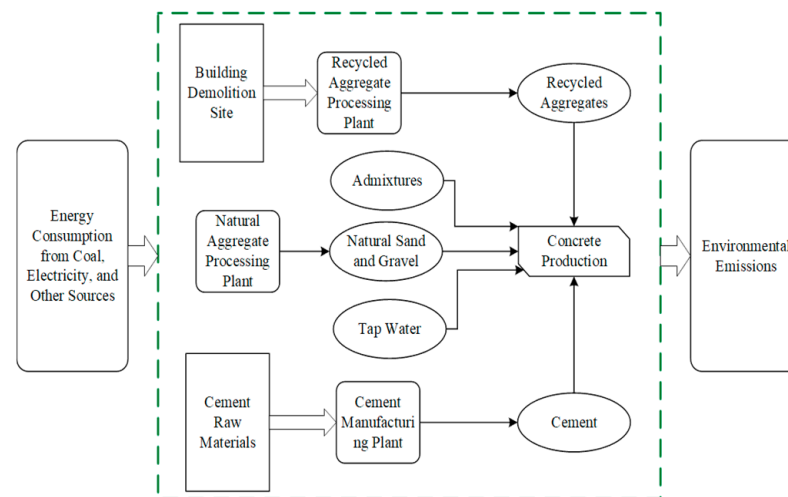 Building
Demolition
Site
Recycled
Aggregate
Processing
Plant
Recycled
Aggregates
Energy
Consumption
from Coal,
Electricity, and
Other Sources
Admixtures
Natural
Aggregate
Processing
Plant
Natural Sand
and Gravel
Concrete
Production
Environmental
Emissions
Tap Water
Cement
Raw
Materials
Cement
Manufacturi
ng Plant
Cement